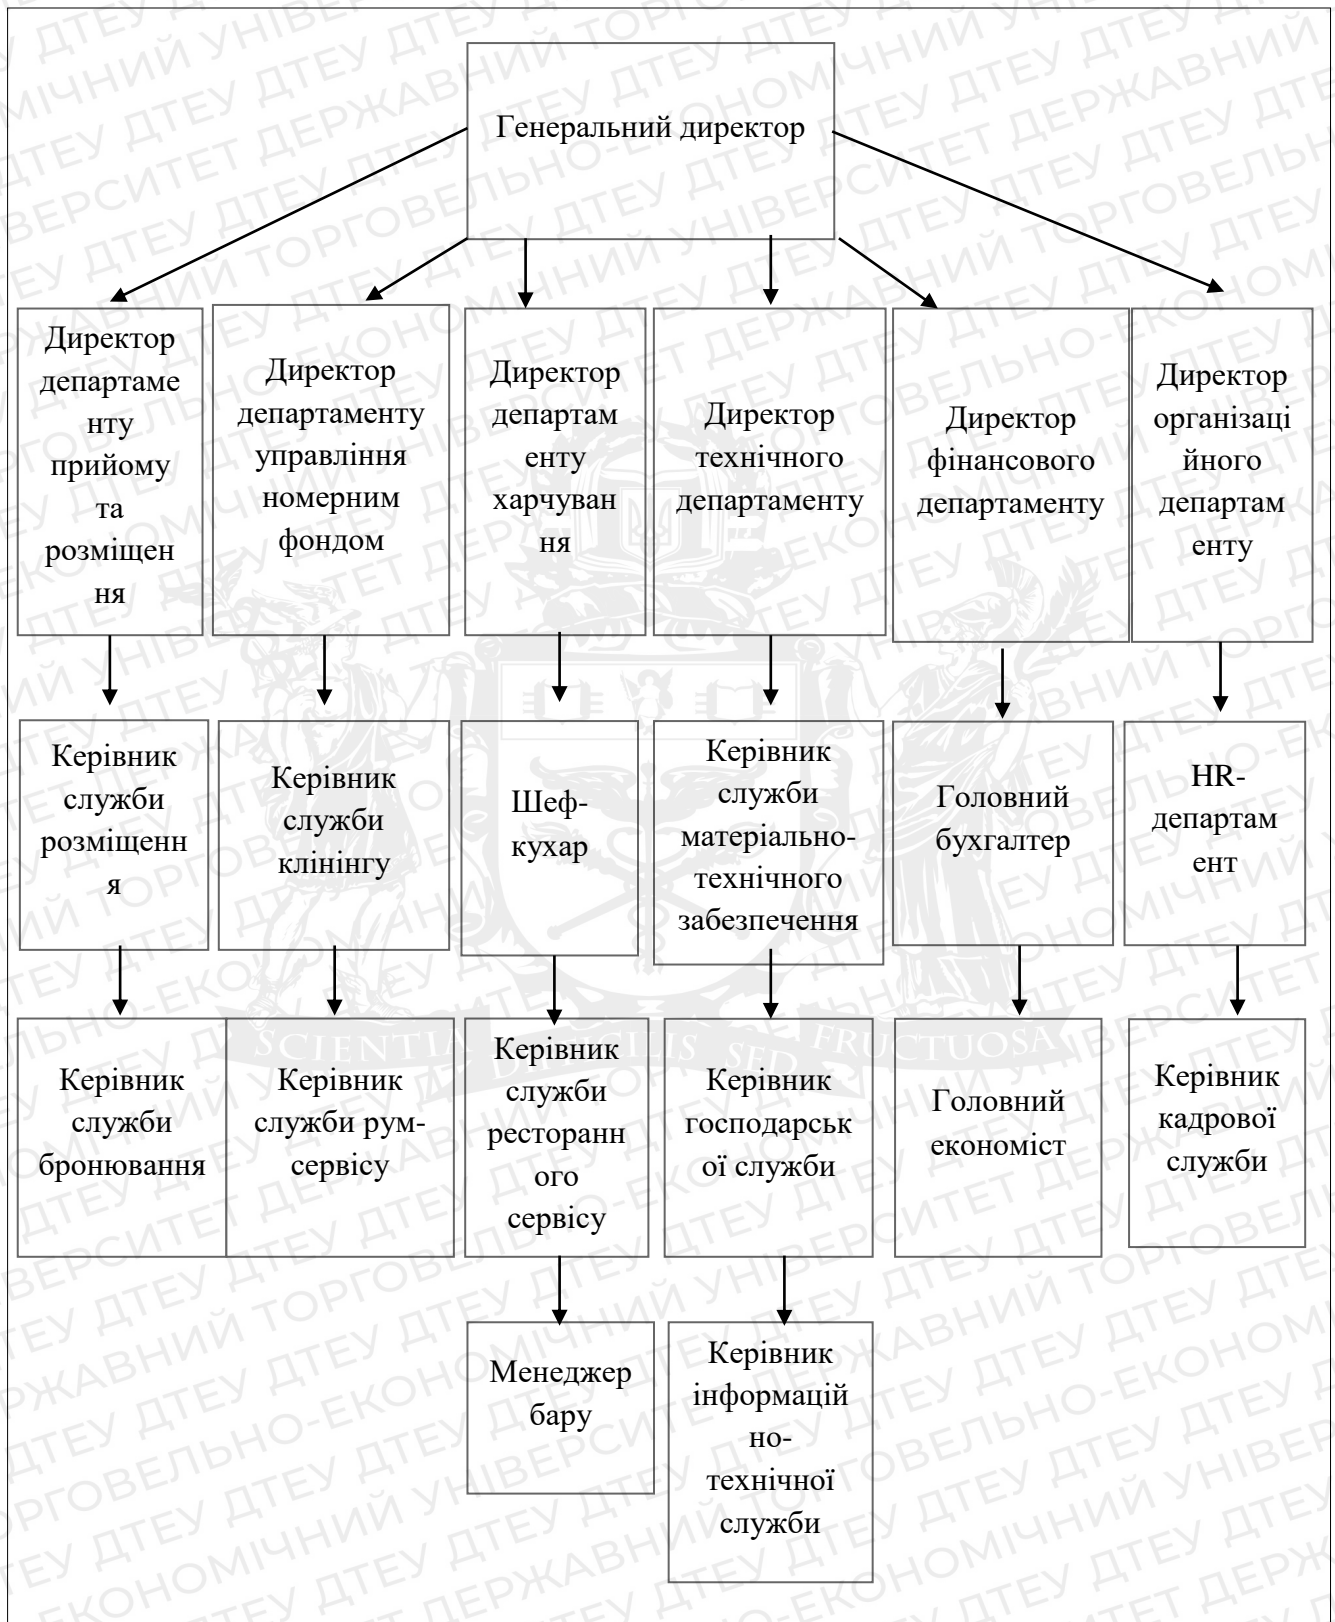 Генеральний директор
Директор
департаме
нту
прийому
та
розміщен
ня
Директор
департаменту
управління
номерним
фондом
Директор
департам
енту
харчуван
ня
Директор
технічного
департаменту
Директор
фінансового
департаменту
Директор
організаці
йного
департам
енту
Керівник
служби
розміщенн
я
Керівник
служби
клінінгу
Шеф-
кухар
Керівник
служби
матеріально-
технічного
забезпечення
Головний
бухгалтер
HR-
департам
ент
Керівник
служби
бронювання
Керівник
служби рум-
сервісу
Керівник
служби
ресторанн
ого
сервісу
Керівник
господарськ
ої служби
Головний
економіст
Керівник
кадрової
служби
Менеджер
бару
Керівник
інформацій
но-
технічної
служби